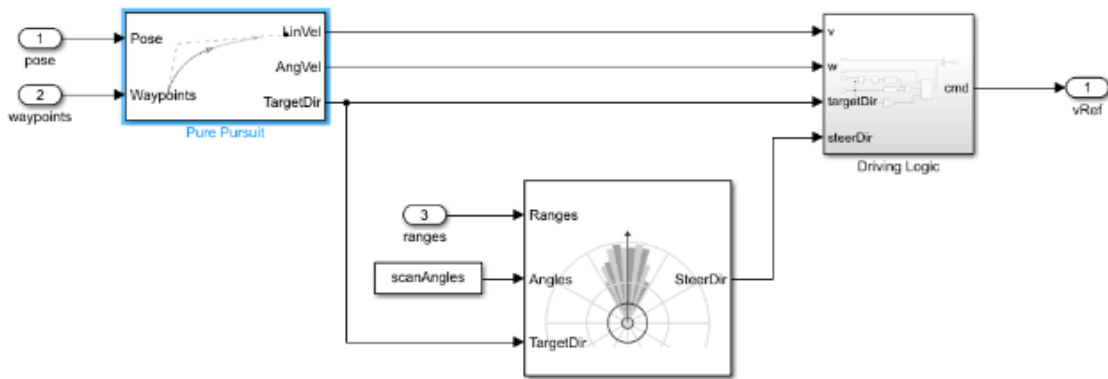 1
pose
2
waypoints
Pose
Waypoints
LinVel
AngVel
TargetDir
Pure Pursuit
v
w
targetDir
steerDir
cmd
Driving Logic
1
vRef
3
ranges
scanAngles
Ranges
Angles
TargetDir
SteerDir